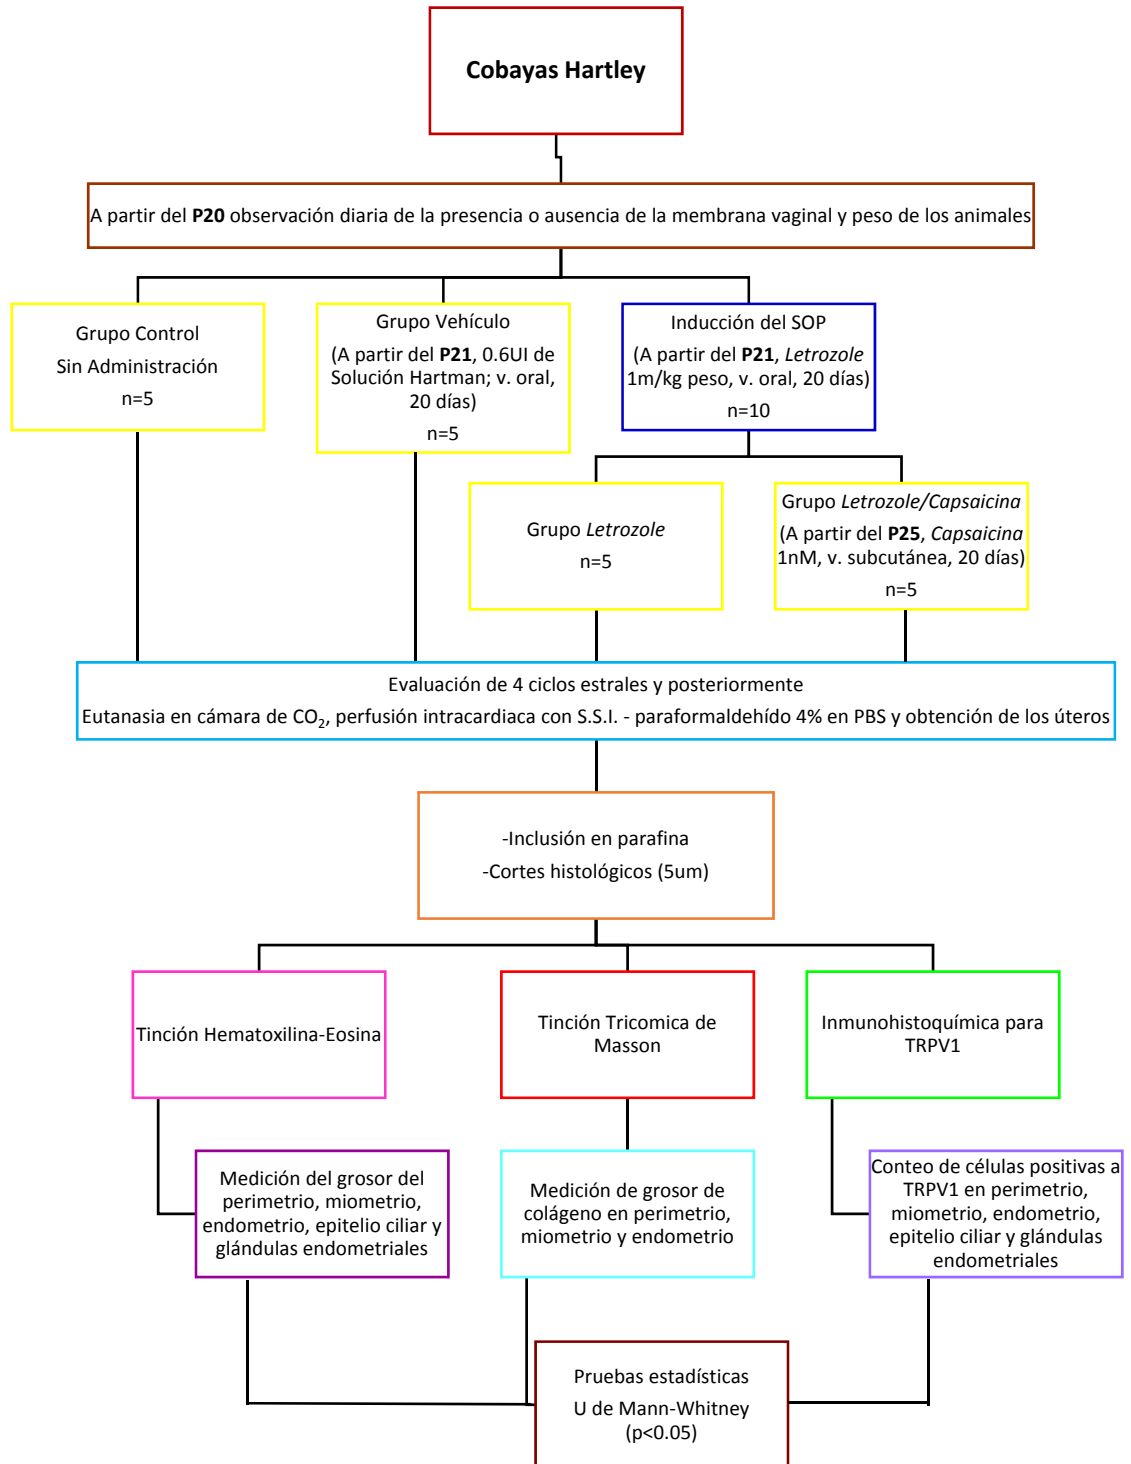 Cobayas Hartley
A partir del P20 observación diaria de la presencia o ausencia de la membrana vaginal y peso de los animales
Grupo Control
Sin Administración
n=5
Grupo Vehículo
(A partir del P21, 0.6UI de
Solución Hartman; v. oral,
20 días)
n=5
Inducción del SOP
(A partir del P21, Letrozole
1m/kg peso, v. oral, 20 días)
n=10
Grupo Letrozole
n=5
Grupo Letrozole/Capsaicina
(A partir del P25, Capsaicina
1nM, v. subcutánea, 20 días)
n=5
Evaluación de 4 ciclos estrales y posteriormente
Eutanasia en cámara de CO2, perfusión intracardiaca con S.S.I. - paraformaldehído 4% en PBS y obtención de los úteros
-Inclusión en parafina
-Cortes histológicos (5um)
Tinción Hematoxilina-Eosina
Tinción Tricomica de
Masson
Inmunohistoquímica para
TRPV1
Medición del grosor del
perimetrio, miometrio,
endometrio, epitelio ciliar y
glándulas endometriales
Medición de grosor de
colágeno en perimetrio,
miometrio y endometrio
Conteo de células positivas a
TRPV1 en perimetrio,
miometrio, endometrio,
epitelio ciliar y glándulas
endometriales
Pruebas estadísticas
U de Mann-Whitney
(p<0.05)